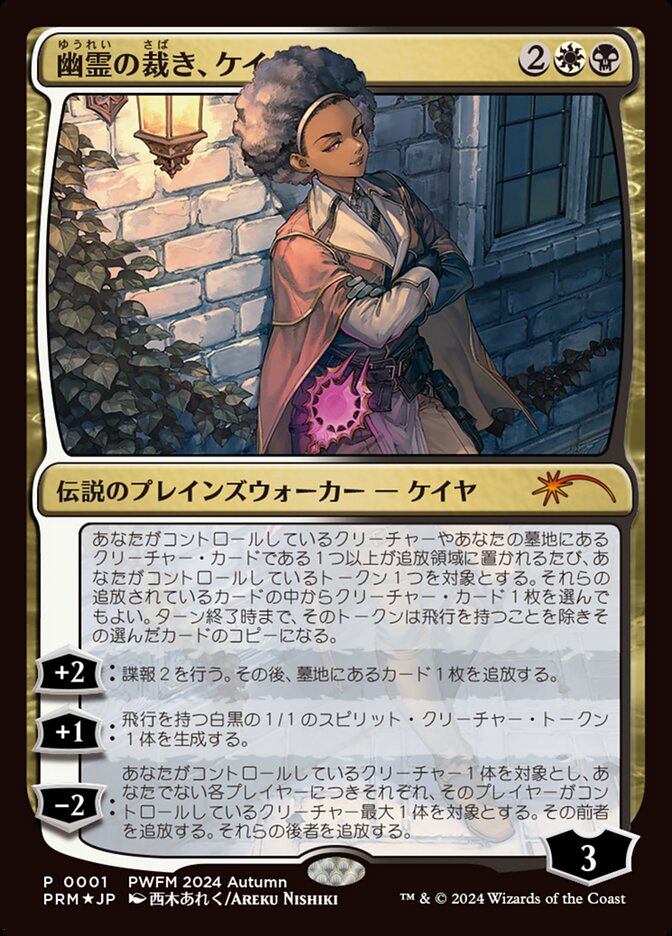 ゆうれい さば
幽霊の裁き、ケイ
2
伝説のプレインズウォーカー ― ケイヤ
あなたがコントロールしているクリーチャーやあなたの墓地にある
クリーチャー・カードである1つ以上が追放領域に置かれるたび、あ
なたがコントロールしているトークン1つを対象とする。それらの
追放されているカードの中からクリーチャー・カード1枚を選んで
もよい。ターン終了時まで、そのトークンは飛行を持つことを除きそ
の選んだカードのコピーになる。
+2 : 諜報2を行う。その後、墓地にあるカード1枚を追放する。
+1 : 飛行を持つ白黒の1/1のスピリット・クリーチャー・トークン
1体を生成する。
-2 : あなたがコントロールしているクリーチャー1体を対象とし、あ
なたでない各プレイヤーにつきそれぞれ、そのプレイヤーがコン
トロールしているクリーチャー最大1体を対象とする。その前者
を追放する。それらの後者を追放する。
3
P 0001 PWFM 2024 Autumn
PRM★JP 西木あれく/AREKU NISHIKI
™ & © 2024 Wizards of the Coast